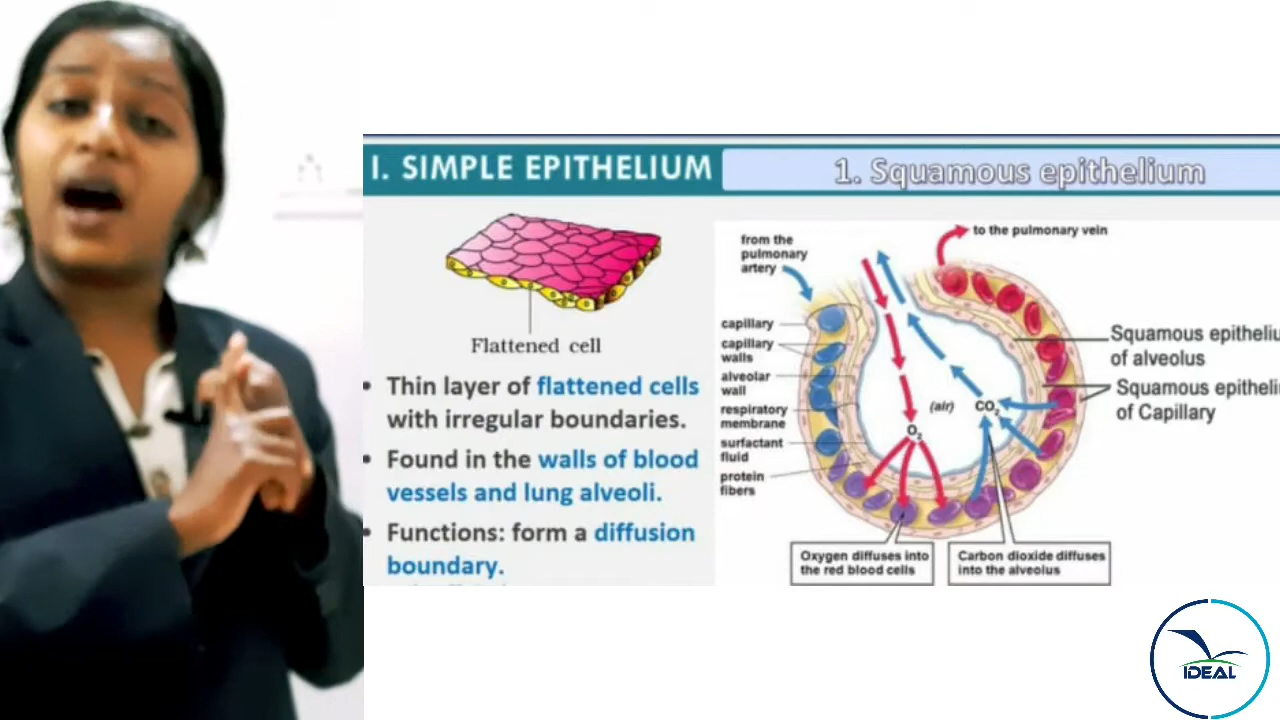 I. SIMPLE EPITHELIUM
1. Squamous epithelium
Flattened cell
• Thin layer of flattened cells
with irregular boundaries.
• Found in the walls of blood
vessels and lung alveoli.
• Functions: form a diffusion
boundary.
from the
pulmonary
artery
to the pulmonary vein
capillary
capillary
walls
alveolar
wall
respiratory
membrane
surfactant
fluid
protein
fibers
(air)
CO2
O2
Squamous epitheliu
of alveolus
Squamous epitheli
of Capillary
Oxygen diffuses into
the red blood cells
Carbon dioxide diffuses
into the alveolus
IDEAL